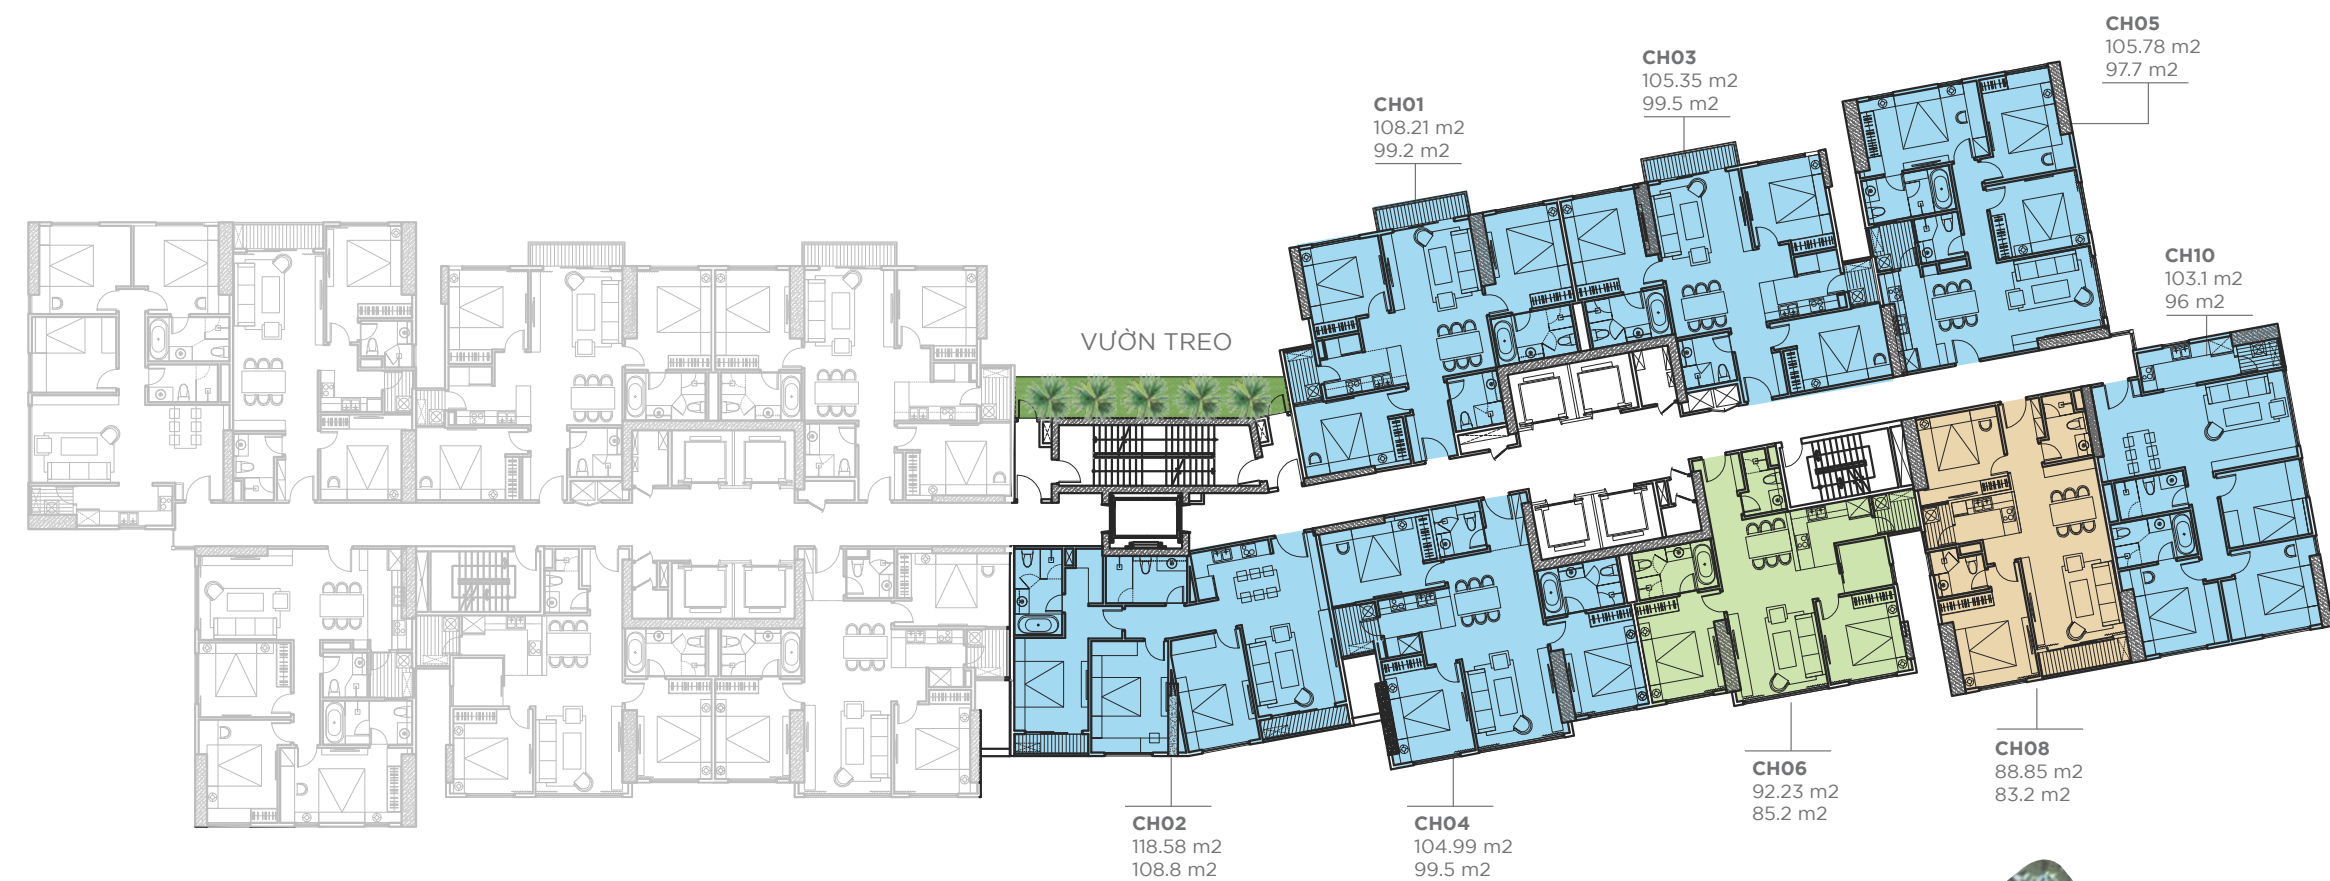 CH05
105.78 m2
97.7 m2
CH03
105.35 m2
99.5 m2
CH01
108.21 m2
99.2 m2
CH10
103.1 m2
96 m2
VƯỜN TREO
CH08
88.85 m2
83.2 m2
CH06
92.23 m2
85.2 m2
CH02
118.58 m2
108.8 m2
CH04
104.99 m2
99.5 m2